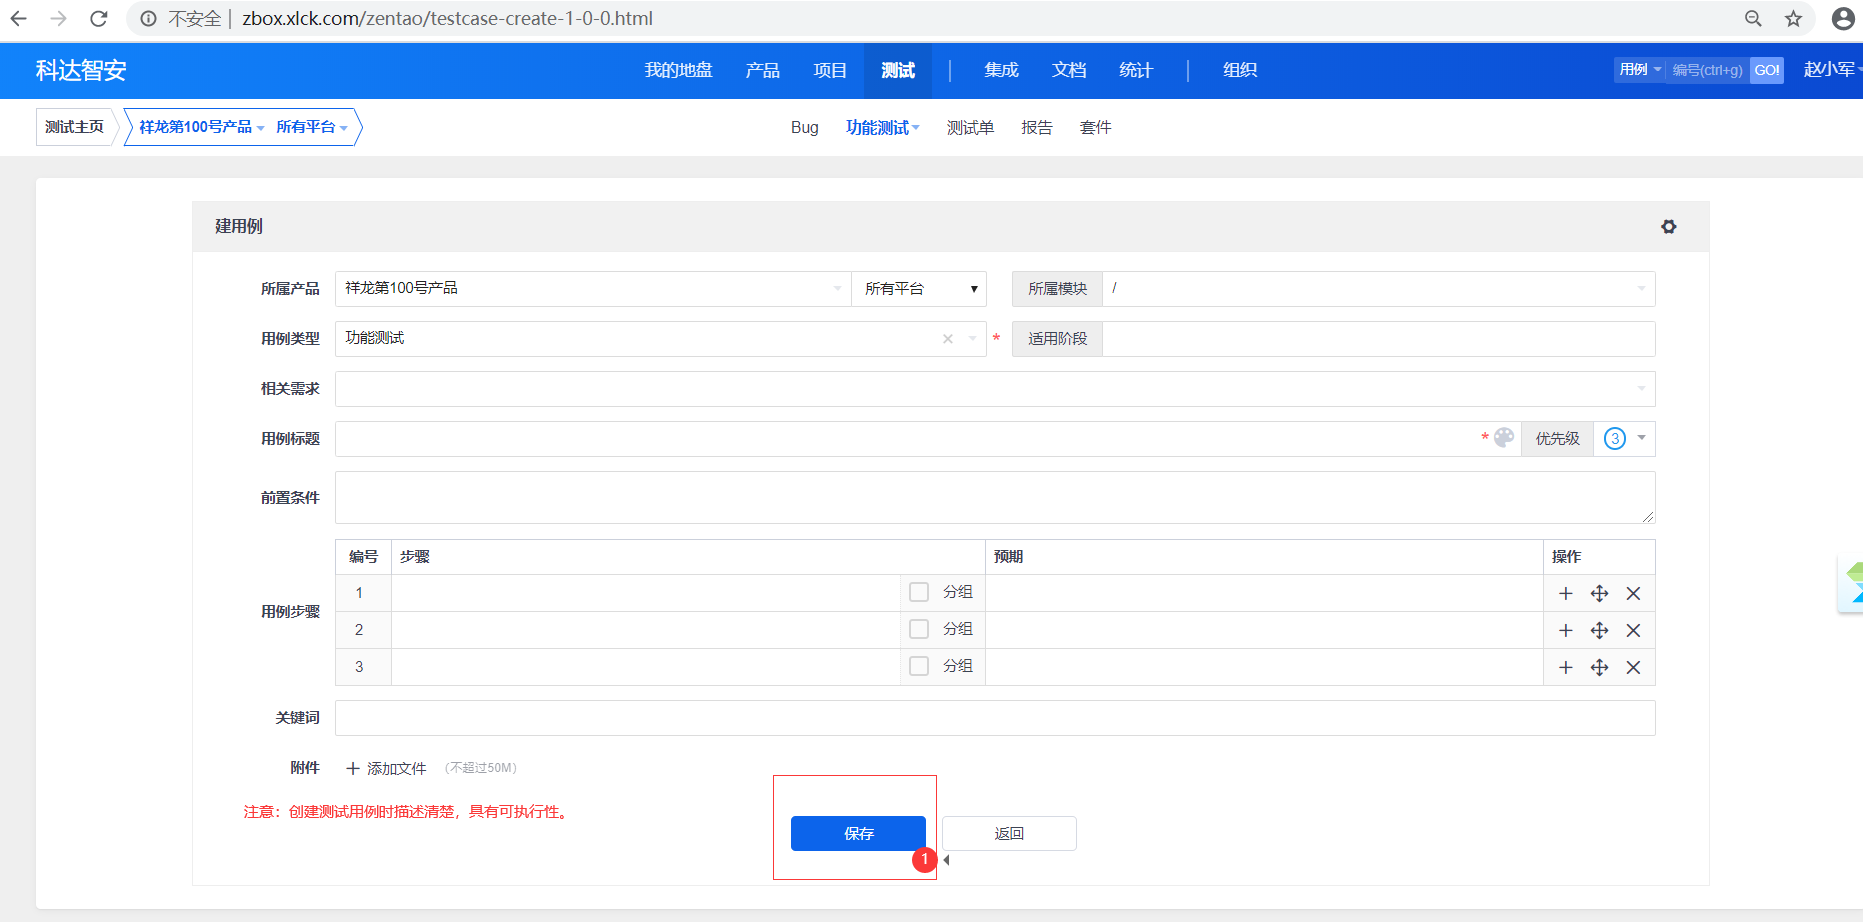 不安全 | zbox.xlck.com/zentao/testcase-create-1-0-0.html
科达智安 我的地盘 产品 项目 测试 集成 文档 统计 组织 用例 编号(ctrl+g) GO! 赵小军
测试主页 祥龙第100号产品 所有平台 Bug 功能测试 测试单 报告 套件
建用例
所属产品 祥龙第100号产品 所有平台 所属模块 /
用例类型 功能测试 * 适用阶段
相关需求
用例标题 * 优先级 3
前置条件
编号 步骤 预期 操作
用例步骤
1 分组
2 分组
3 分组
关键词
附件 添加文件 (不超过50M)
注意：创建测试用例时描述清楚，具有可执行性。
保存 返回
1